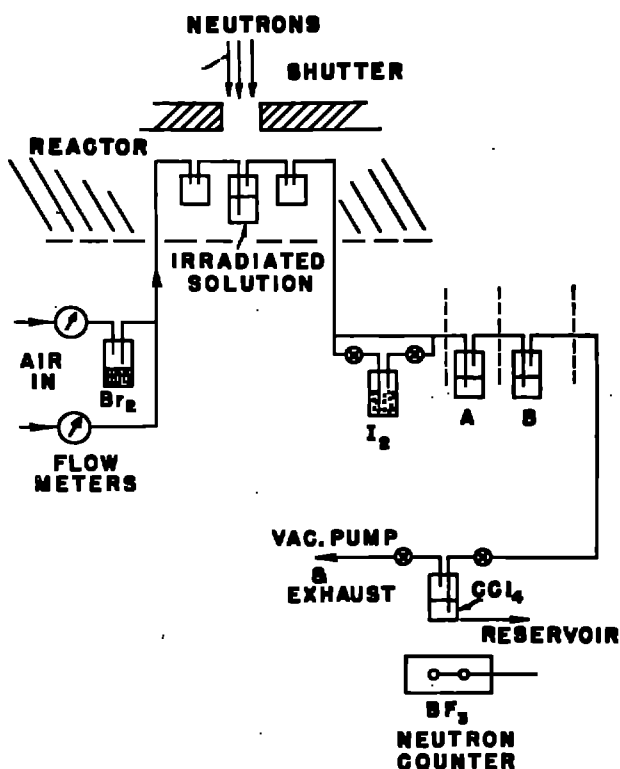 NEUTRONS
SHUTTER
REACTOR
IRRADIATED
SOLUTION
AIR
IN
Br2
FLOW
METERS
I2
A
B
VAC. PUMP
&
EXHAUST
CCl4
RESERVOIR
BF3
NEUTRON
COUNTER